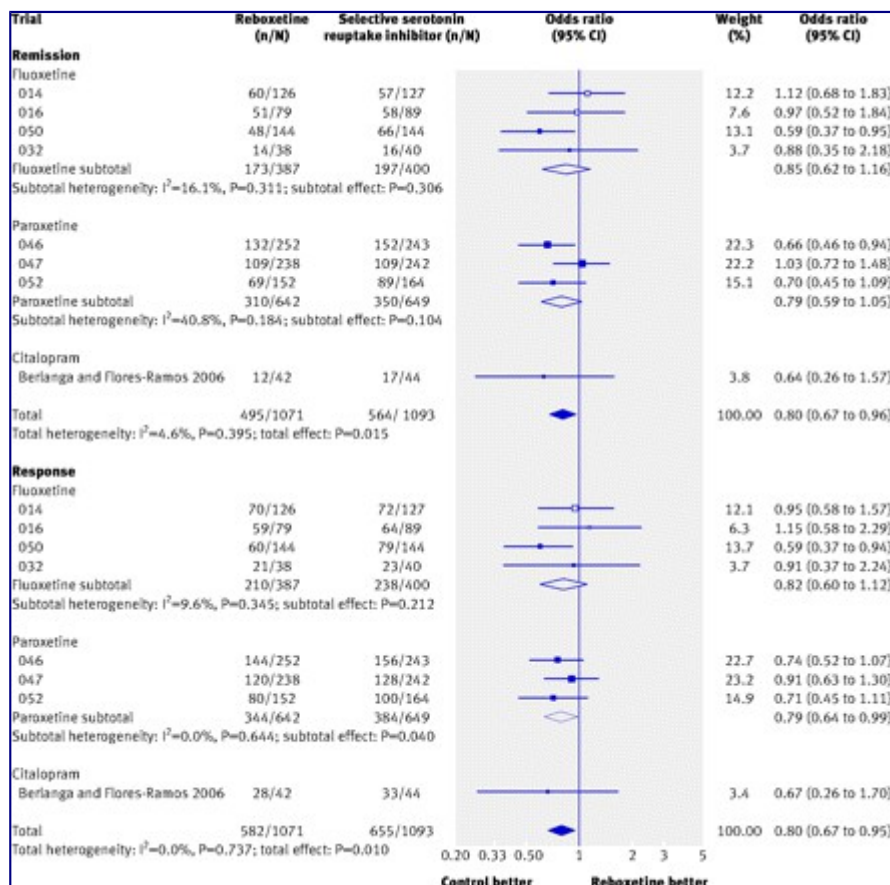 Trial Reboxetine (n/N) Selective serotonin reuptake inhibitor (n/N) Odds ratio (95% CI) Weight (%) Odds ratio (95% CI)
Remission
Fluoxetine
014 60/126 57/127 12.2 1.12 (0.68 to 1.83)
016 51/79 58/89 7.6 0.97 (0.52 to 1.84)
050 48/144 66/144 13.1 0.59 (0.37 to 0.95)
032 14/38 16/40 3.7 0.88 (0.35 to 2.18)
Fluoxetine subtotal 173/387 197/400 0.85 (0.62 to 1.16)
Subtotal heterogeneity: I²=16.1%, P=0.311; subtotal effect: P=0.306
Paroxetine
046 132/252 152/243 22.3 0.66 (0.46 to 0.94)
047 109/238 109/242 22.2 1.03 (0.72 to 1.48)
052 69/152 89/164 15.1 0.70 (0.45 to 1.09)
Paroxetine subtotal 310/642 350/649 0.79 (0.59 to 1.05)
Subtotal heterogeneity: I²=40.8%, P=0.184; subtotal effect: P=0.104
Citalopram
Berlanga and Flores-Ramos 2006 12/42 17/44 3.8 0.64 (0.26 to 1.57)
Total 495/1071 564/ 1093 100.00 0.80 (0.67 to 0.96)
Total heterogeneity: I²=4.6%, P=0.395; total effect: P=0.015
Response
Fluoxetine
014 70/126 72/127 12.1 0.95 (0.58 to 1.57)
016 59/79 64/89 6.3 1.15 (0.58 to 2.29)
050 60/144 79/144 13.7 0.59 (0.37 to 0.94)
032 21/38 23/40 3.7 0.91 (0.37 to 2.24)
Fluoxetine subtotal 210/387 238/400 0.82 (0.60 to 1.12)
Subtotal heterogeneity: I²=9.6%, P=0.345; subtotal effect: P=0.212
Paroxetine
046 144/252 156/243 22.7 0.74 (0.52 to 1.07)
047 120/238 128/242 23.2 0.91 (0.63 to 1.30)
052 80/152 100/164 14.9 0.71 (0.45 to 1.11)
Paroxetine subtotal 344/642 384/649 0.79 (0.64 to 0.99)
Subtotal heterogeneity: I²=0.0%, P=0.644; subtotal effect: P=0.040
Citalopram
Berlanga and Flores-Ramos 2006 28/42 33/44 3.4 0.67 (0.26 to 1.70)
Total 582/1071 655/1093 100.00 0.80 (0.67 to 0.95)
Total heterogeneity: I²=0.0%, P=0.737; total effect: P=0.010
0.20 0.33 0.50 1 2 3 5
Control better Reboxetine better